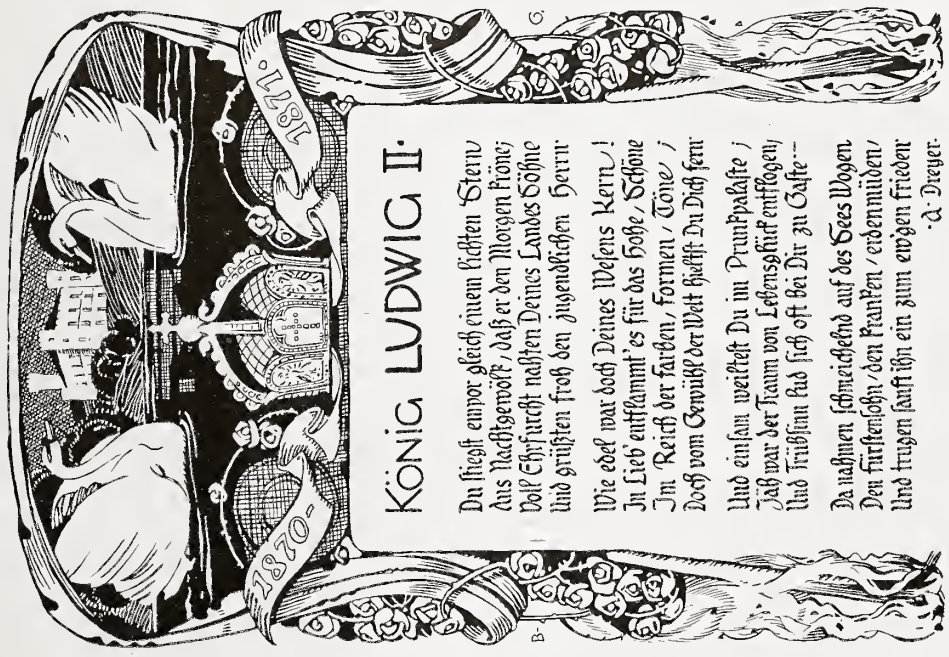 1870-
1871.
KÖNIG LUDWIG II.
Du stiegst empor gleich einem lichten Stern
Aus Nachtgewölk, daß er den Morgen kröne;
Voll Ehrfurcht nahten Deines Landes Söhne
Und grüßten froh den jugendlichen Herrn.
Wie edel war doch Deines Wesens Kern!
In Lieb' entflammt'es für das Hohe, Schöne
Im Reich der Farben, Formen, Töne;
Doch vom Gewühl der Welt hieltst Du Dich fern.
Und einsam weiltest Du im Prunkpalaste;
Jäh war der Traum vom Lebensglück entflogen;
Und Trübsinn lud sich oft bei Dir zu Gaste--
Da nahmen schmeichelnd auf des Sees Wogen
Den Fürstensohn, den kranken, erdenmüden,
Und trugen sanft ihn ein zum ewgen Frieden.
·A· Dreyer·
B.
G.